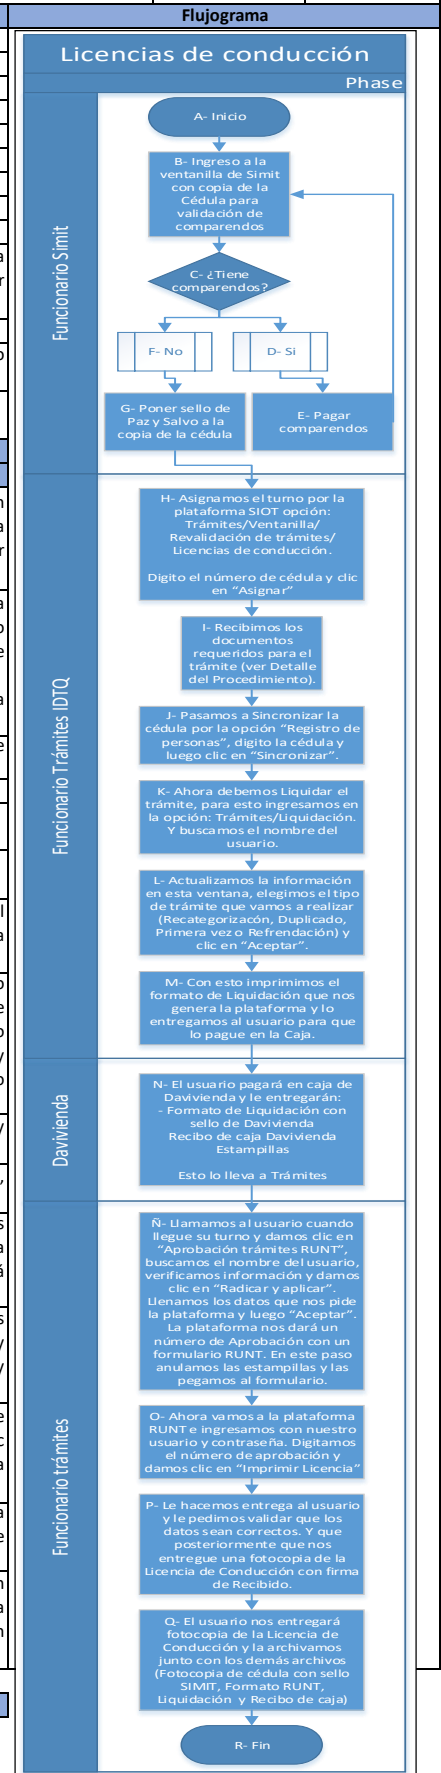 Flujograma
Licencias de conducción
Phase
Funcionario Simit
A- Inicio
B- Ingreso a la
ventanilla de Simit
con copia de la
Cédula para
validación de
comparendos
C- ¿Tiene
comparendos?
F- No
D- Si
G- Poner sello de
Paz y Salvo a la
copia de la cédula
E- Pagar
comparendos
Funcionario Trámites IDTQ
H- Asignamos el turno por la
plataforma SIOT opción:
Trámites/Ventanilla/
Revalidación de trámites/
Licencias de conducción.
Digito el número de cédula y clic
en “Asignar”
I- Recibimos los
documentos
requeridos para el
trámite (ver Detalle
del Procedimiento).
J- Pasamos a Sincronizar la
cédula por la opción “Registro de
personas”, digito la cédula y
luego clic en “Sincronizar”.
K- Ahora debemos Liquidar el
trámite, para esto ingresamos en
la opción: Trámites/Liquidación.
Y buscamos el nombre del
usuario.
L- Actualizamos la información
en esta ventana, elegimos el tipo
de trámite que vamos a realizar
(Recategorizacón, Duplicado,
Primera vez o Refrendación) y
clic en “Aceptar”.
M- Con esto imprimimos el
formato de Liquidación que nos
genera la plataforma y lo
entregamos al usuario para que
lo pague en la Caja.
Davivienda
N- El usuario pagará en caja de
Davivienda y le entregarán:
- Formato de Liquidación con
sello de Davivienda
Recibo de caja Davivienda
Estampillas
Esto lo lleva a Trámites
Funcionario trámites
Ñ- Llamamos al usuario cuando
llegue su turno y damos clic en
“Aprobación trámites RUNT”,
buscamos el nombre del usuario,
verificamos información y damos
clic en “Radicar y aplicar”.
Llenamos los datos que nos pide
la plataforma y luego “Aceptar”.
La plataforma nos dará un
número de Aprobación con un
formulario RUNT. En este paso
anulamos las estampillas y las
pegamos al formulario.
O- Ahora vamos a la plataforma
RUNT e ingresamos con nuestro
usuario y contraseña. Digitamos
el número de aprobación y
damos clic en “Imprimir Licencia”
P- Le hacemos entrega al usuario
y le pedimos validar que los
datos sean correctos. Y que
posteriormente que nos
entregue una fotocopia de la
Licencia de Conducción con firma
de Recibido.
Q- El usuario nos entregará
fotocopia de la Licencia de
Conducción y la archivamos
junto con los demás archivos
(Fotocopia de cédula con sello
SIMIT, Formato RUNT,
Liquidación y Recibo de caja)
R- Fin